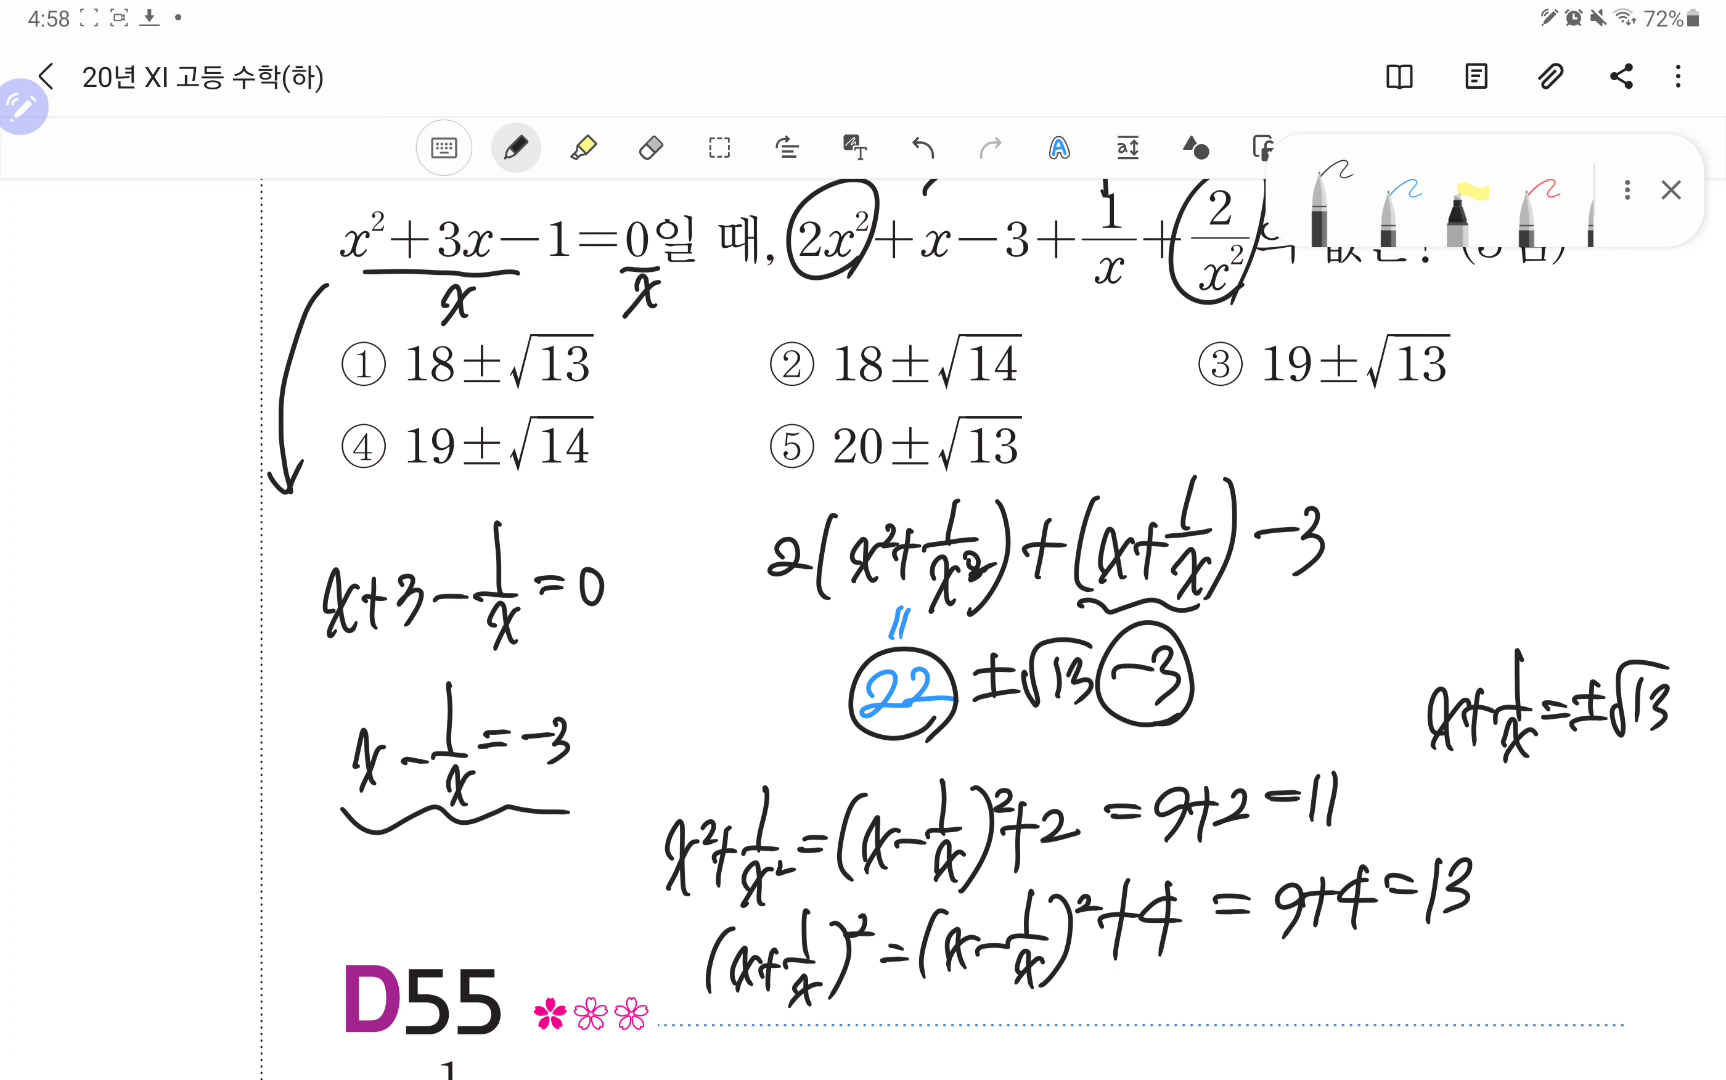 4:58 72%
20년 XI 고등 수학(하)
x²+3x-1=0일 때, 2x²+x-3+1/x+2/x²
x x
① 18±√13 ② 18±√14 ③ 19±√13
④ 19±√14 ⑤ 20±√13
2(x²+1/x²)+(x+1/x)-3
x+3-1/x=0
=
22 ±√13 -3
x+1/x=±√13
x-1/x=-3
x²+1/x²=(x-1/x)²+2 =9+2=11
(x+1/x)²=(x-1/x)²+4 =9+4=13
D55
1